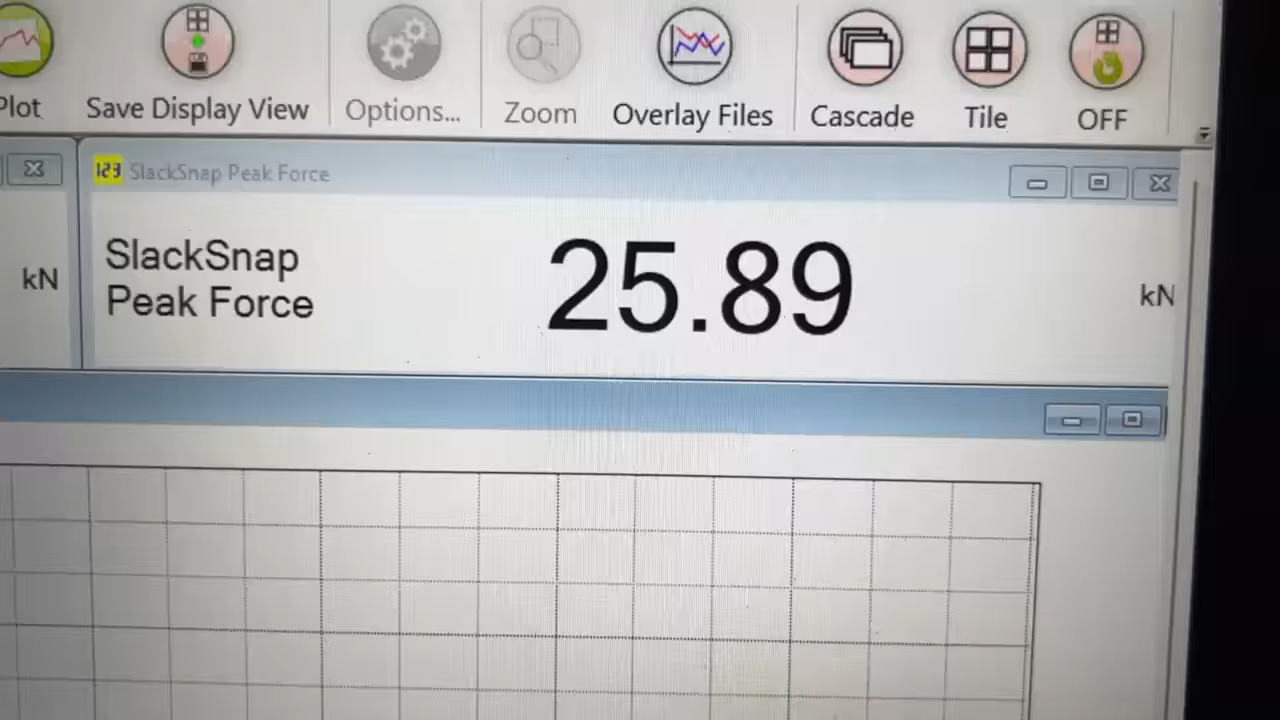 Plot
Save Display View
Options...
Zoom
Overlay Files
Cascade
Tile
OFF
123 SlackSnap Peak Force
kN
SlackSnap
Peak Force
25.89
kN